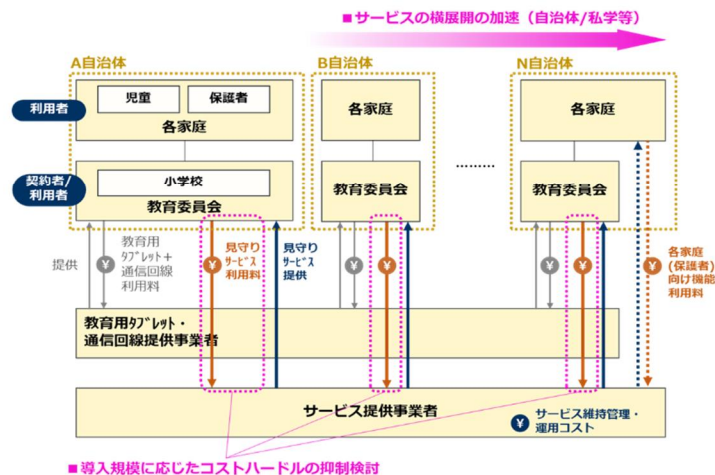 ■サービスの横展開の加速（自治体/私学等）
A自治体
B自治体
N自治体
利用者
児童
保護者
各家庭
各家庭
各家庭
契約者/
利用者
小学校
教育委員会
教育委員会
教育委員会
………
提供
¥
教育用
ﾀﾌﾞﾚｯﾄ＋
通信回線
利用料
¥
見守り
サービス
利用料
見守り
サービス
提供
¥
¥
¥
¥
¥
各家庭
(保護者)
向け機能
利用料
教育用ﾀﾌﾞﾚｯﾄ・
通信回線提供事業者
サービス提供事業者
¥
サービス維持管理・
運用コスト
■導入規模に応じたコストハードルの抑制検討